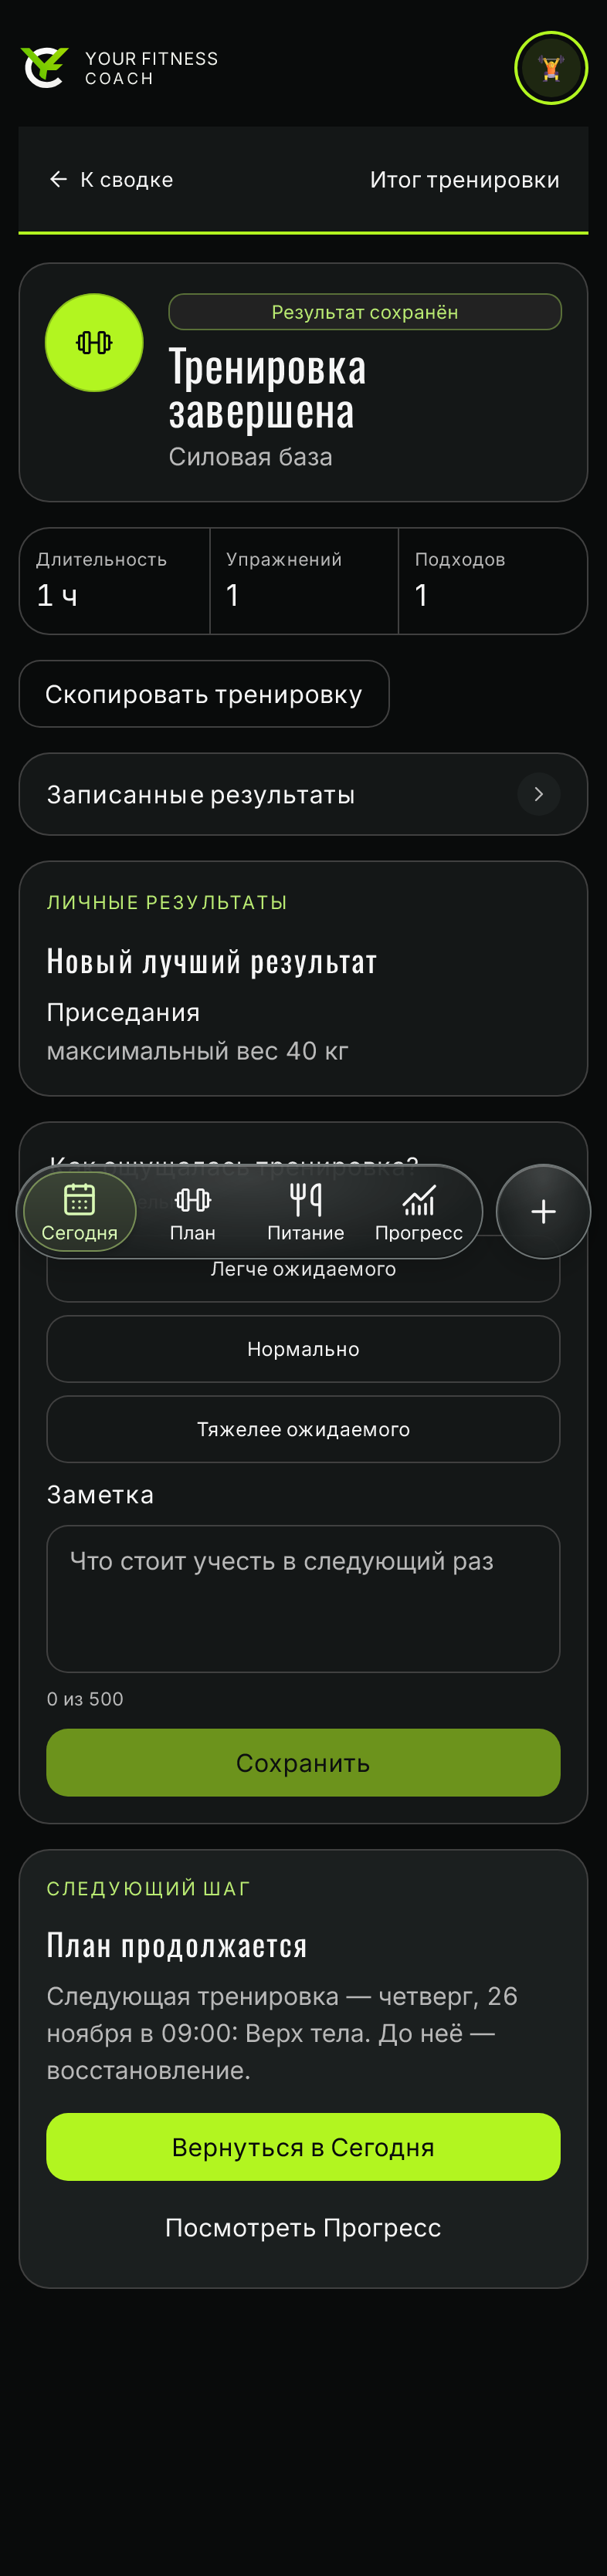 YOUR FITNESS
COACH
К сводке
Итог тренировки
Результат сохранён
Тренировка
завершена
Силовая база
Длительность
1 ч
Упражнений
1
Подходов
1
Скопировать тренировку
Записанные результаты
ЛИЧНЫЕ РЕЗУЛЬТАТЫ
Новый лучший результат
Приседания
максимальный вес 40 кг
Как ощущалась тренировка?
Сегодня
План
Питание
Прогресс
Легче ожидаемого
Нормально
Тяжелее ожидаемого
Заметка
Что стоит учесть в следующий раз
0 из 500
Сохранить
СЛЕДУЮЩИЙ ШАГ
План продолжается
Следующая тренировка — четверг, 26
ноября в 09:00: Верх тела. До неё —
восстановление.
Вернуться в Сегодня
Посмотреть Прогресс